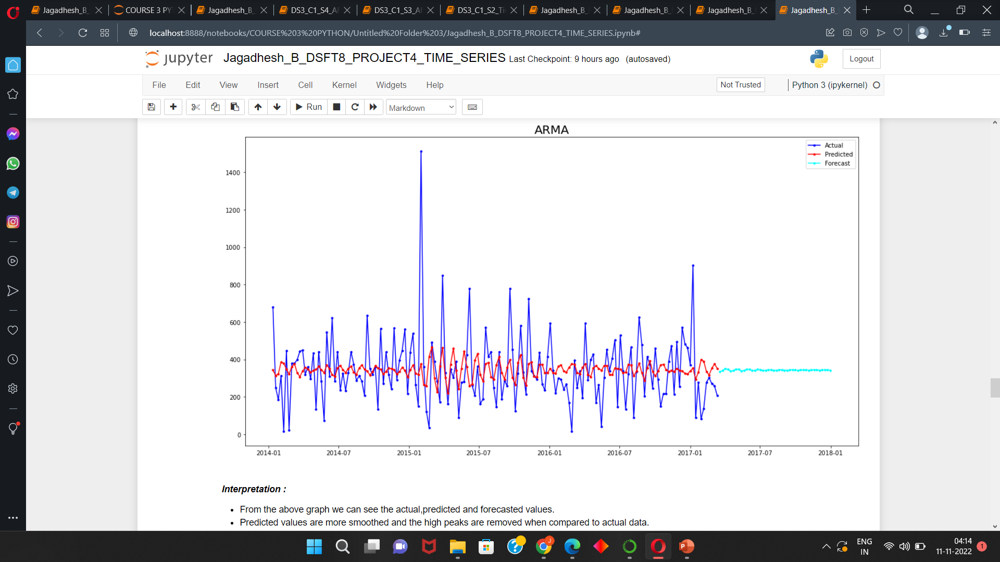 Jagadhesh_B_
COURSE 3 PY
Jagadhesh_B_
DS3_C1_S4_A
DS3_C1_S3_A
DS3_C1_S2_Ti
Jagadhesh_B_
Jagadhesh_B_
Jagadhesh_B_
Jagadhesh_B_
localhost:8888/notebooks/COURSE%203%20PYTHON/Untitled%20Folder%203/Jagadhesh_B_DSFT8_PROJECT4_TIME_SERIES.ipynb#
jupyter Jagadhesh_B_DSFT8_PROJECT4_TIME_SERIES Last Checkpoint: 9 hours ago (autosaved)
Logout
File Edit View Insert Cell Kernel Widgets Help
Not Trusted
Python 3 (ipykernel)
Run
Markdown
ARMA
Actual
Predicted
Forecast
1400
1200
1000
800
600
400
200
0
2014-01 2014-07 2015-01 2015-07 2016-01 2016-07 2017-01 2017-07 2018-01
Interpretation :
From the above graph we can see the actual,predicted and forecasted values.
Predicted values are more smoothed and the high peaks are removed when compared to actual data.
ENG
IN
04:14
11-11-2022
1